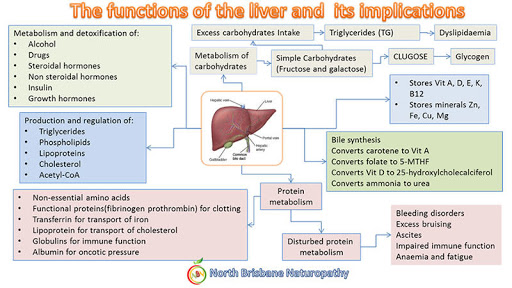 The functions of the liver and its implications
Metabolism and detoxification of:
• Alcohol
• Drugs
• Steroidal hormones
• Non steroidal hormones
• Insulin
• Growth hormones
Excess carbohydrates Intake
Triglycerides (TG)
Dyslipidaemia
Metabolism of
carbohydrates
Simple Carbohydrates
(Fructose and galactose)
CLUGOSE
Glycogen
• Stores Vit A, D, E, K,
B12
• Stores minerals Zn,
Fe, Cu, Mg
Production and regulation of:
• Triglycerides
• Phospholipids
• Lipoproteins
• Cholesterol
• Acetyl-CoA
Hepatic vein
Liver
Portal vein
Hepatic
artery
Gallbladder
Common
bile duct
Bile synthesis
Converts carotene to Vit A
Converts folate to 5-MTHF
Converts Vit D to 25-hydroxylcholecalciferol
Converts ammonia to urea
• Non-essential amino acids
• Functional proteins(fibrinogen prothrombin) for clotting
• Transferrin for transport of iron
• Lipoprotein for transport of cholesterol
• Globulins for immune function
• Albumin for oncotic pressure
Protein
metabolism
Disturbed protein
metabolism
Bleeding disorders
Excess bruising
Ascites
Impaired immune function
Anaemia and fatigue
North Brisbane Naturopathy